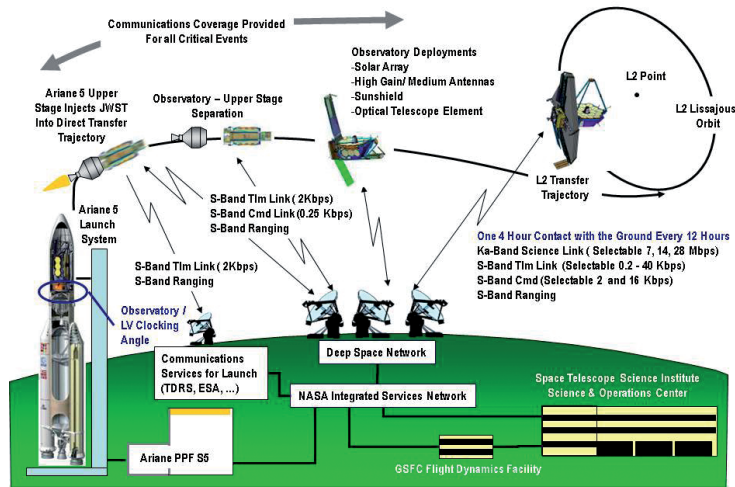 Communications Coverage Provided
For all Critical Events
Ariane 5 Upper
Stage Injects JWST
Into Direct Transfer
Trajectory
Observatory – Upper Stage
Separation
Observatory Deployments
-Solar Array
-High Gain/ Medium Antennas
-Sunshield
-Optical Telescope Element
L2 Point
L2 Lissajous
Orbit
L2 Transfer
Trajectory
Ariane 5
Launch
System
S-Band Tlm Link ( 2Kbps)
S-Band Cmd Link (0.25 Kbps)
S-Band Ranging
S-Band Tlm Link ( 2Kbps)
S-Band Ranging
One 4 Hour Contact with the Ground Every 12 Hours
Ka-Band Science Link ( Selectable 7, 14, 28 Mbps)
S-Band Tlm Link (Selectable 0.2 - 40 Kbps)
S-Band Cmd (Selectable 2 and 16 Kbps)
S-Band Ranging
Observatory /
LV Clocking
Angle
Communications
Services for Launch
(TDRS, ESA, ...)
Deep Space Network
NASA Integrated Services Network
Space Telescope Science Institute
Science & Operations Center
Ariane PPF S5
GSFC Flight Dynamics Facility